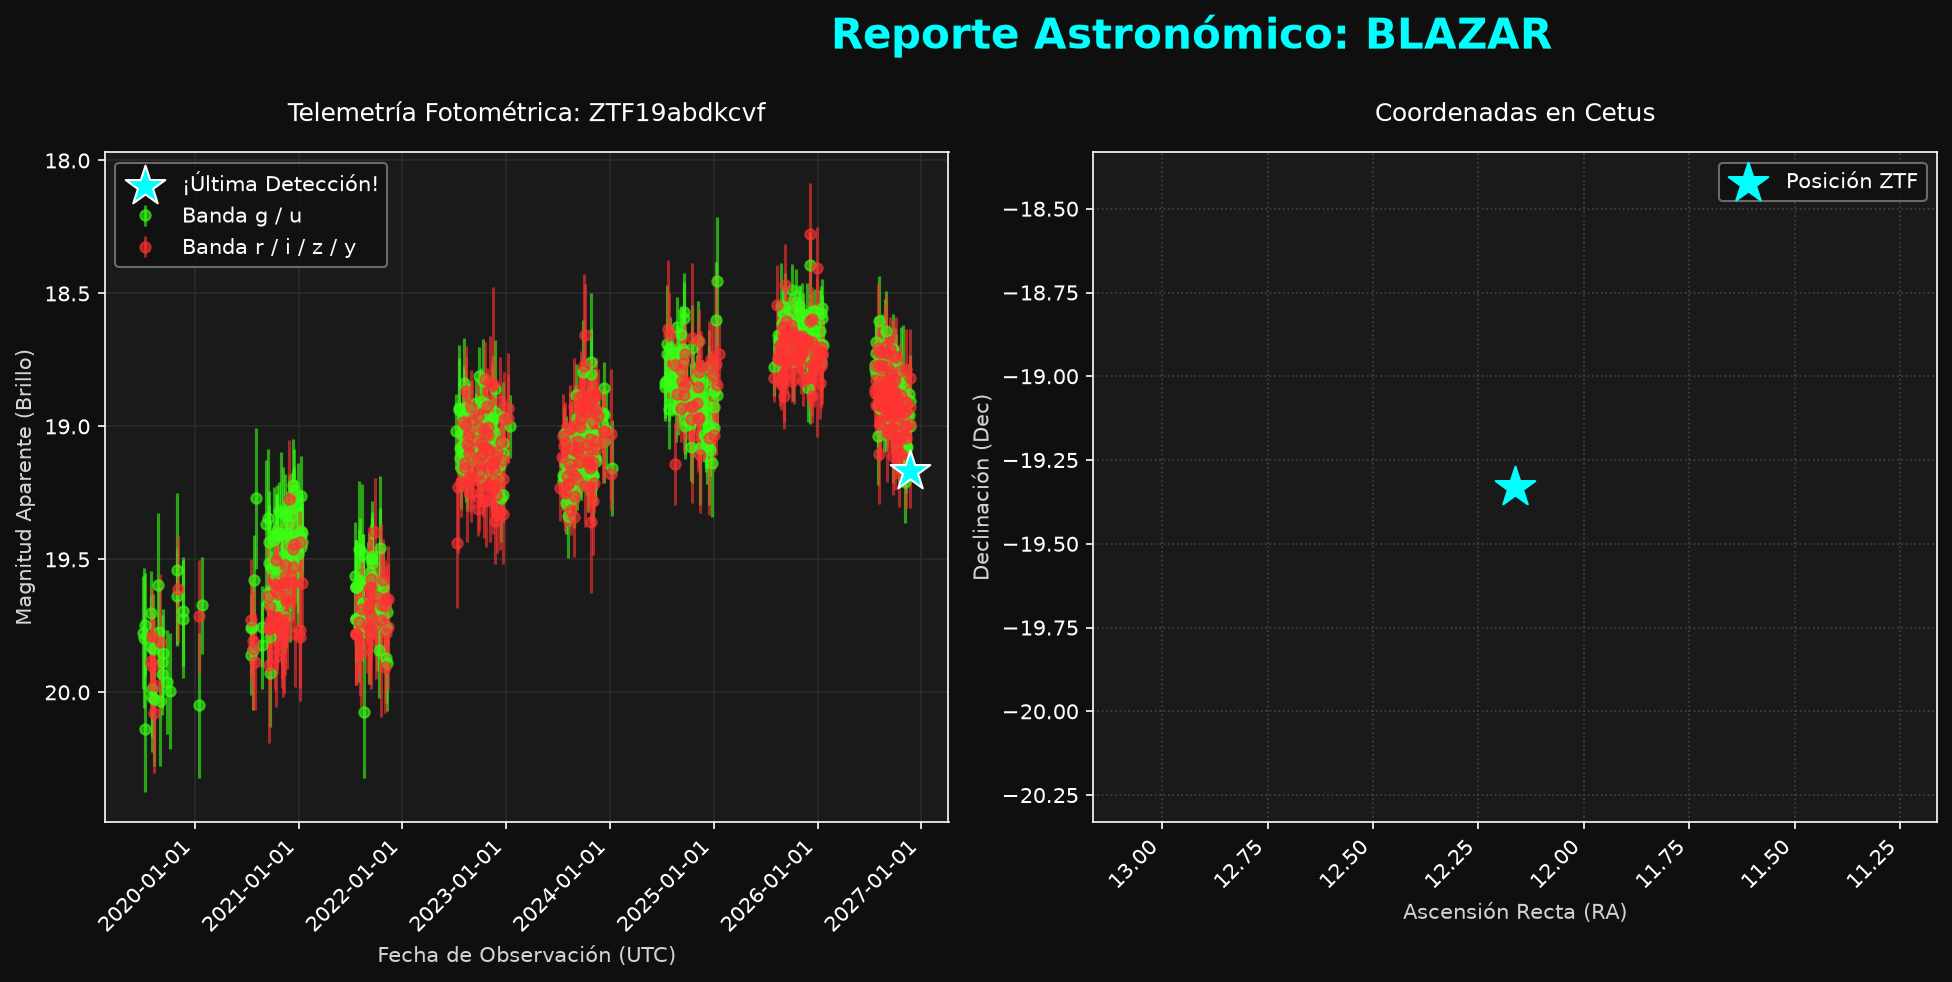 Reporte Astronómico: BLAZAR
Telemetría Fotométrica: ZTF19abdkcvf
¡Última Detección!
Banda g / u
Banda r / i / z / y
Magnitud Aparente (Brillo)
18.0
18.5
19.0
19.5
20.0
2020-01-01
2021-01-01
2022-01-01
2023-01-01
2024-01-01
2025-01-01
2026-01-01
2027-01-01
Fecha de Observación (UTC)
Coordenadas en Cetus
Posición ZTF
Declinación (Dec)
−18.50
−18.75
−19.00
−19.25
−19.50
−19.75
−20.00
−20.25
13.00
12.75
12.50
12.25
12.00
11.75
11.50
11.25
Ascensión Recta (RA)